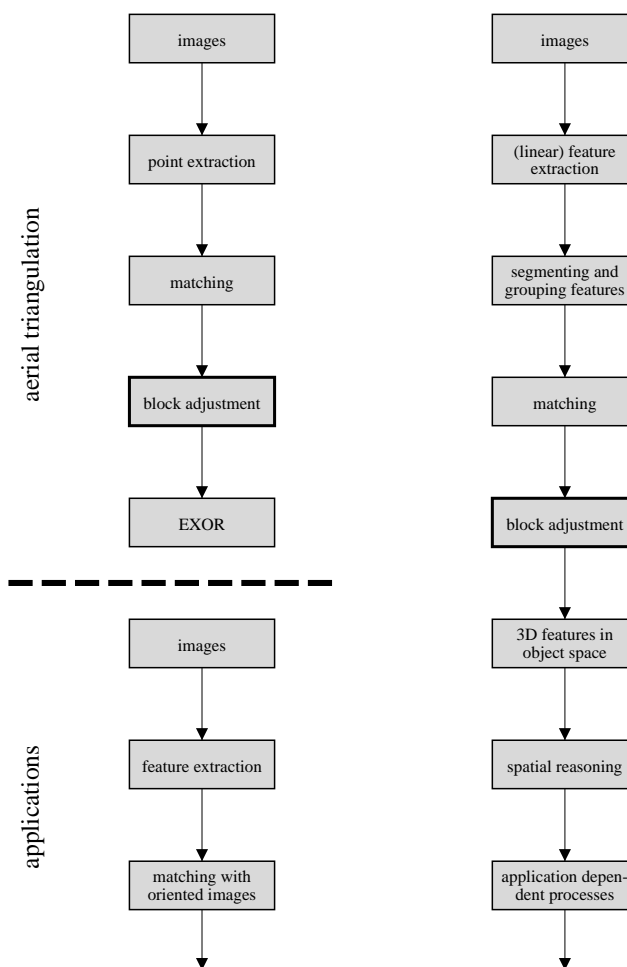 aerial triangulation
images
point extraction
matching
block adjustment
EXOR
applications
images
feature extraction
matching with
oriented images
images
(linear) feature
extraction
segmenting and
grouping features
matching
block adjustment
3D features in
object space
spatial reasoning
application depen-
dent processes